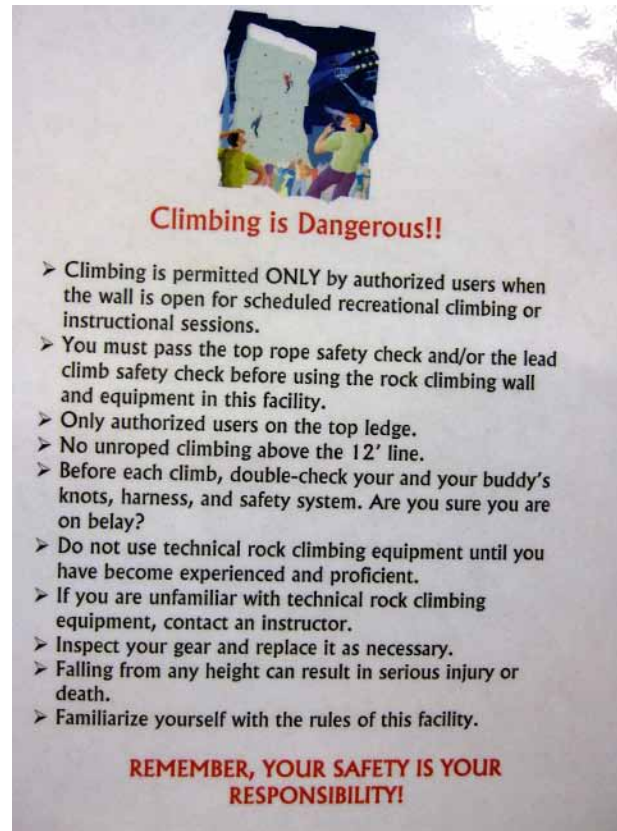 Climbing is Dangerous!!
➤ Climbing is permitted ONLY by authorized users when
the wall is open for scheduled recreational climbing or
instructional sessions.
➤ You must pass the top rope safety check and/or the lead
climb safety check before using the rock climbing wall
and equipment in this facility.
➤ Only authorized users on the top ledge.
➤ No unroped climbing above the 12' line.
➤ Before each climb, double-check your and your buddy's
knots, harness, and safety system. Are you sure you are
on belay?
➤ Do not use technical rock climbing equipment until you
have become experienced and proficient.
➤ If you are unfamiliar with technical rock climbing
equipment, contact an instructor.
➤ Inspect your gear and replace it as necessary.
➤ Falling from any height can result in serious injury or
death.
➤ Familiarize yourself with the rules of this facility.
REMEMBER, YOUR SAFETY IS YOUR
RESPONSIBILITY!